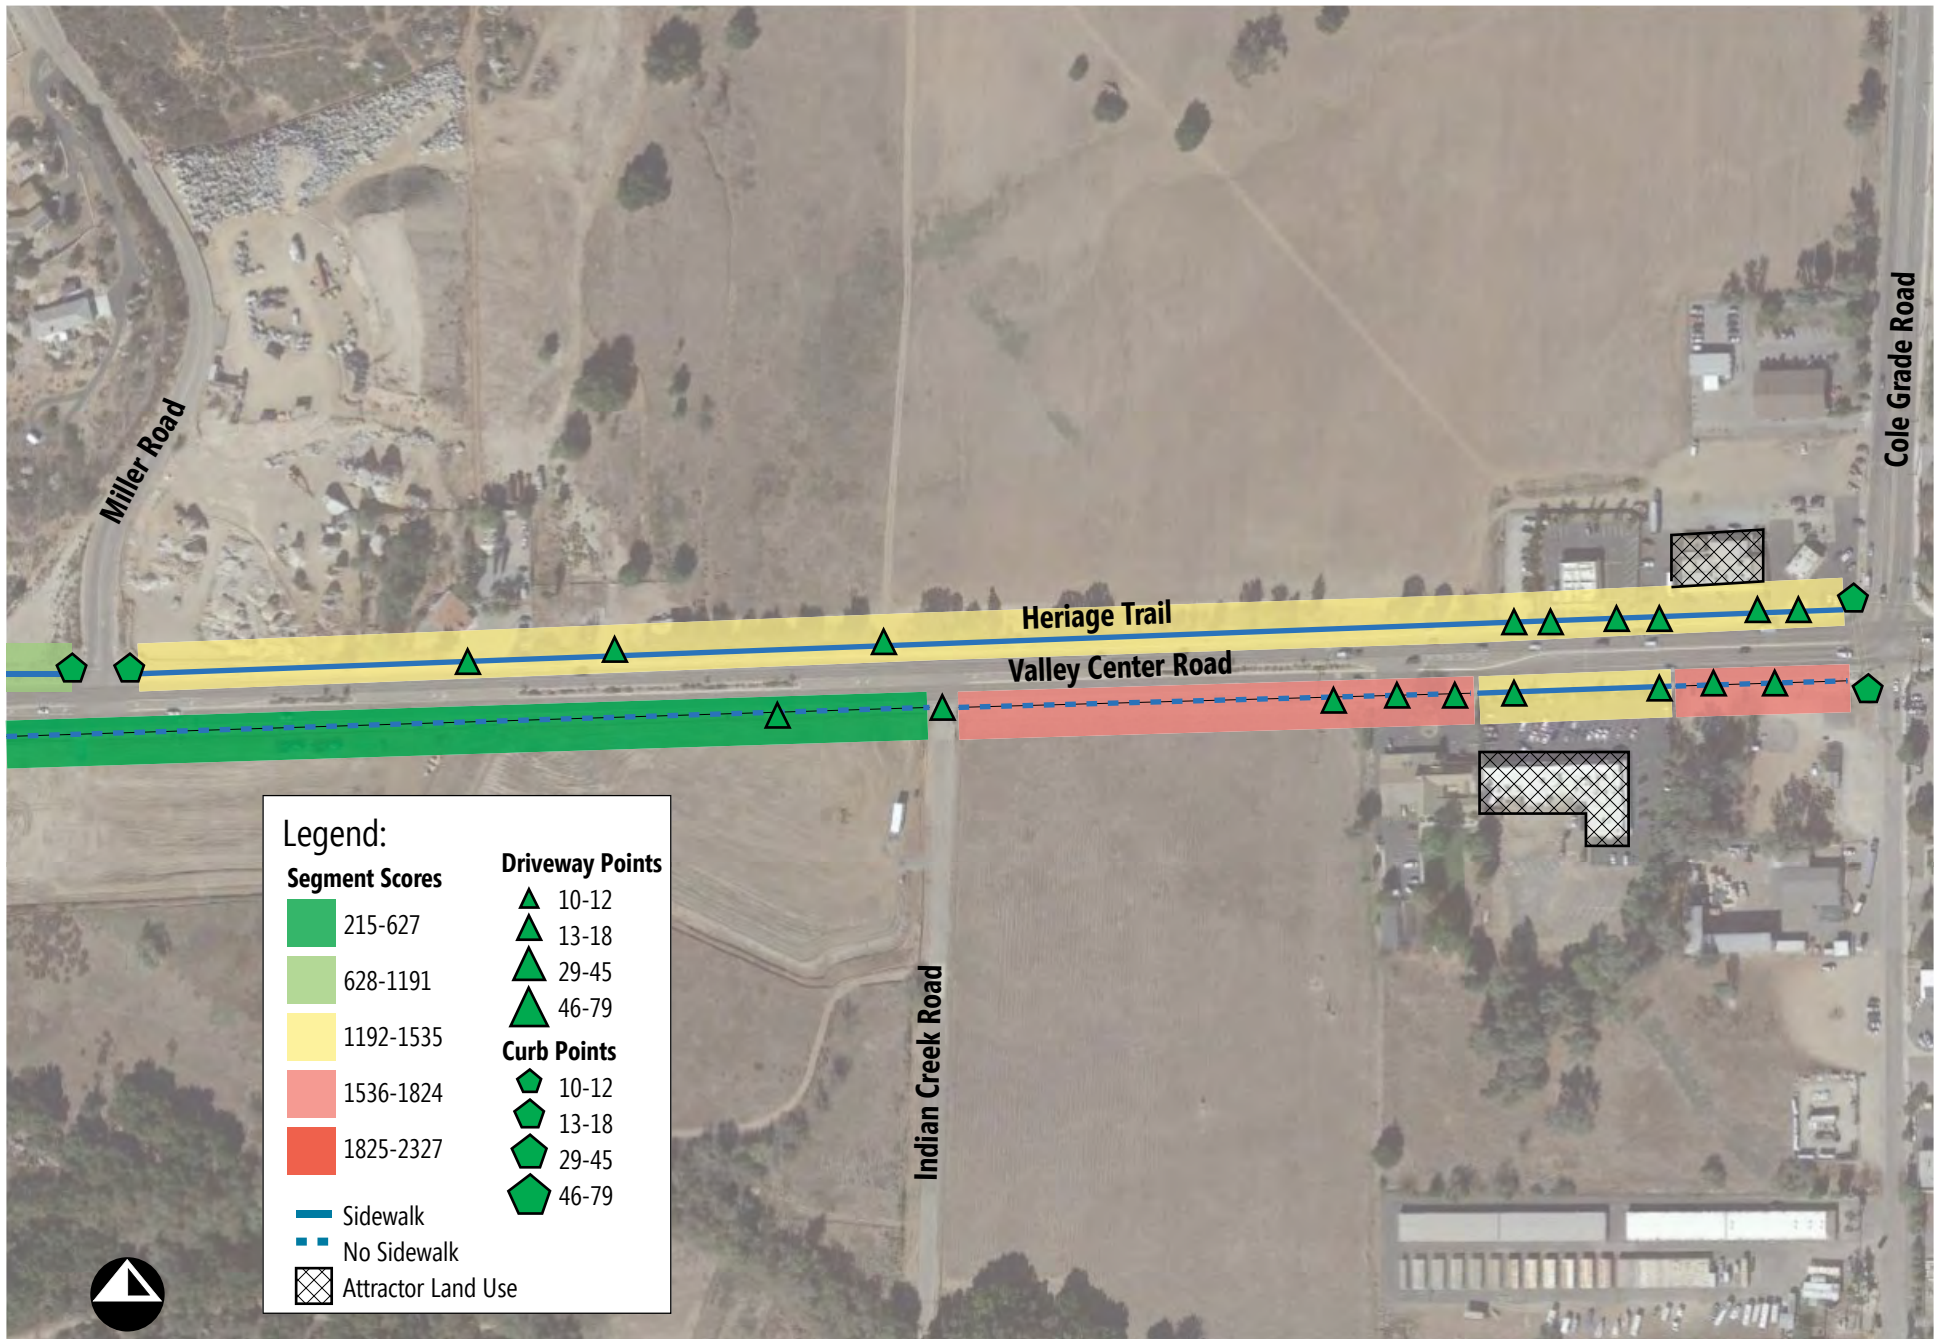 Miller Road
Cole Grade Road
Heriage Trail
Valley Center Road
Indian Creek Road
Legend:
Segment Scores
215-627
628-1191
1192-1535
1536-1824
1825-2327
Sidewalk
No Sidewalk
Attractor Land Use
Driveway Points
10-12
13-18
29-45
46-79
Curb Points
10-12
13-18
29-45
46-79